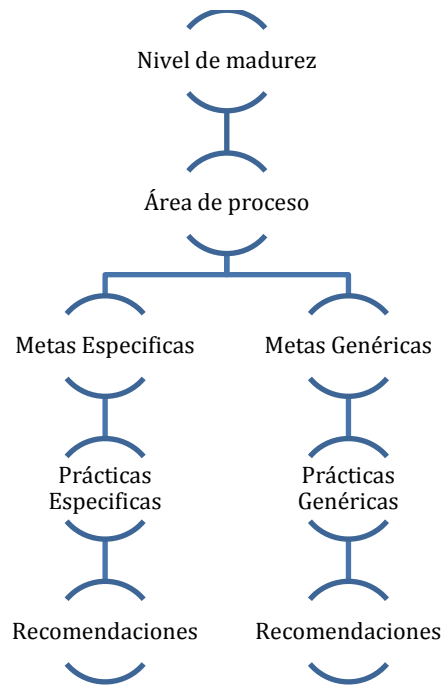 Nivel de madurez
Área de proceso
Metas Especificas
Metas Genéricas
Prácticas
Especificas
Prácticas
Genéricas
Recomendaciones
Recomendaciones